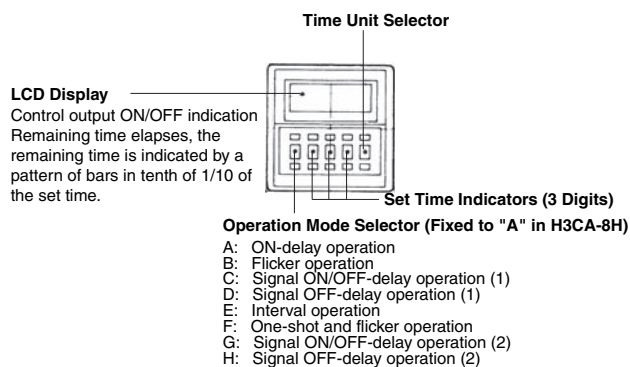 Time Unit Selector
LCD Display
Control output ON/OFF indication
Remaining time elapses, the
remaining time is indicated by a
pattern of bars in tenth of 1/10 of
the set time.
Set Time Indicators (3 Digits)
Operation Mode Selector (Fixed to "A" in H3CA-8H)
A: ON-delay operation
B: Flicker operation
C: Signal ON/OFF-delay operation (1)
D: Signal OFF-delay operation (1)
E: Interval operation
F: One-shot and flicker operation
G: Signal ON/OFF-delay operation (2)
H: Signal OFF-delay operation (2)